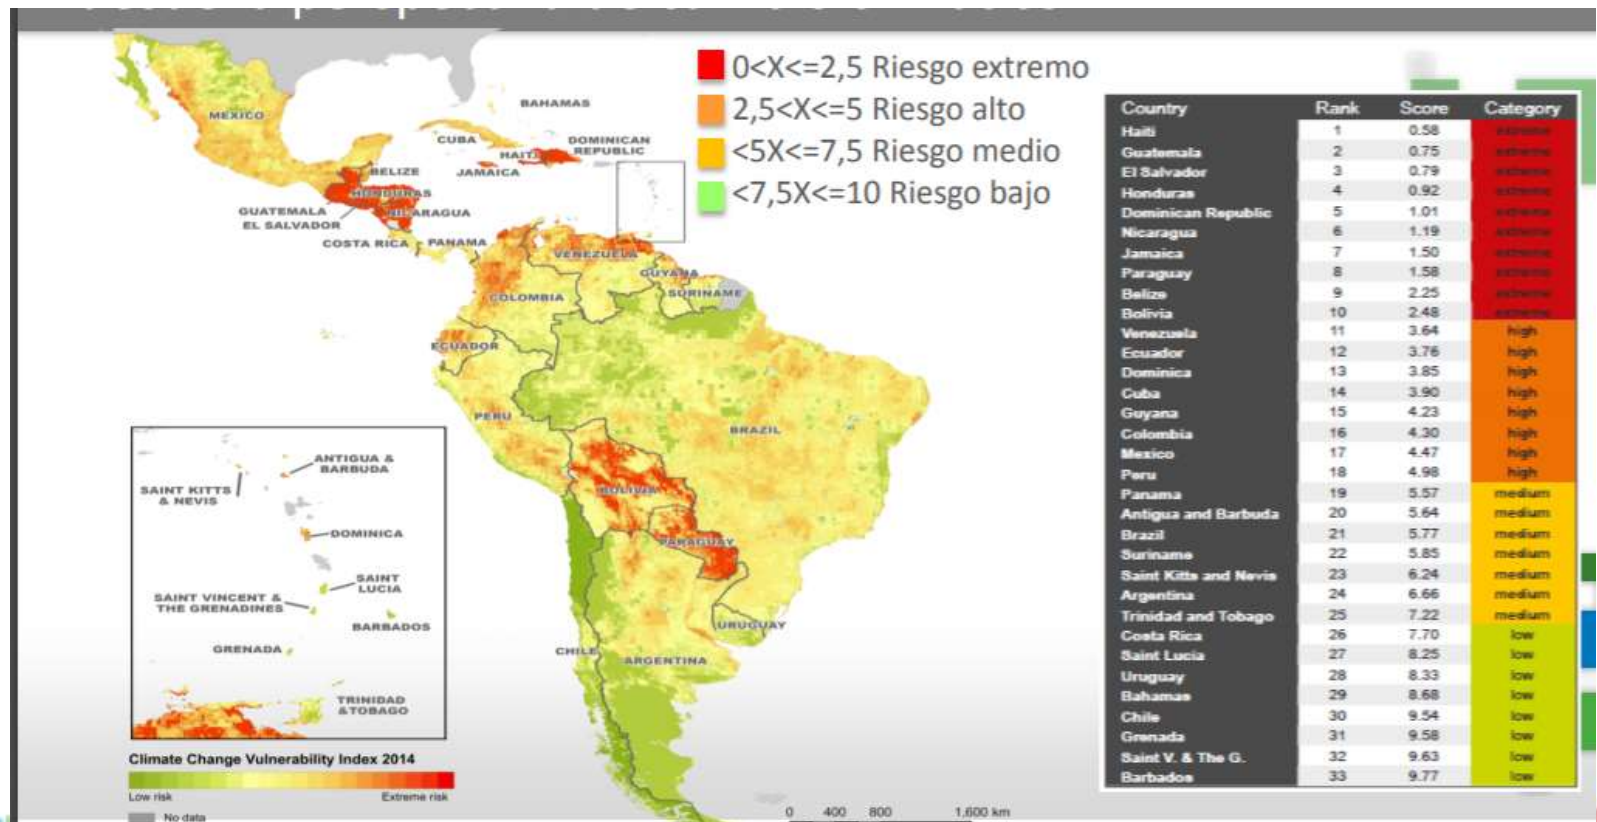 0<X<=2,5 Riesgo extremo
2,5<X<=5 Riesgo alto
<5X<=7,5 Riesgo medio
<7,5X<=10 Riesgo bajo
MEXICO
BAHAMAS
CUBA
DOMINICAN
REPUBLIC
HAITI
JAMAICA
BELIZE
HONDURAS
GUATEMALA
NICARAGUA
EL SALVADOR
COSTA RICA
PANAMA
VENEZUELA
GUYANA
SURINAME
COLOMBIA
ECUADOR
PERU
BRAZIL
BOLIVIA
PARAGUAY
URUGUAY
CHILE
ARGENTINA
ANTIGUA &
BARBUDA
SAINT KITTS
& NEVIS
DOMINICA
SAINT
LUCIA
SAINT VINCENT &
THE GRENADINES
BARBADOS
GRENADA
TRINIDAD
& TOBAGO
Climate Change Vulnerability Index 2014
Low risk Extreme risk
No data
0 400 800 1,600 km
Country Rank Score Category
Haiti 1 0.58 extreme
Guatemala 2 0.75 extreme
El Salvador 3 0.79 extreme
Honduras 4 0.92 extreme
Dominican Republic 5 1.01 extreme
Nicaragua 6 1.19 extreme
Jamaica 7 1.50 extreme
Paraguay 8 1.58 extreme
Belize 9 2.25 extreme
Bolivia 10 2.48 extreme
Venezuela 11 3.64 high
Ecuador 12 3.76 high
Dominica 13 3.85 high
Cuba 14 3.90 high
Guyana 15 4.23 high
Colombia 16 4.30 high
Mexico 17 4.47 high
Peru 18 4.98 high
Panama 19 5.57 medium
Antigua and Barbuda 20 5.64 medium
Brazil 21 5.77 medium
Suriname 22 5.85 medium
Saint Kitts and Nevis 23 6.24 medium
Argentina 24 6.66 medium
Trinidad and Tobago 25 7.22 medium
Costa Rica 26 7.70 low
Saint Lucia 27 8.25 low
Uruguay 28 8.33 low
Bahamas 29 8.68 low
Chile 30 9.54 low
Grenada 31 9.58 low
Saint V. & The G. 32 9.63 low
Barbados 33 9.77 low